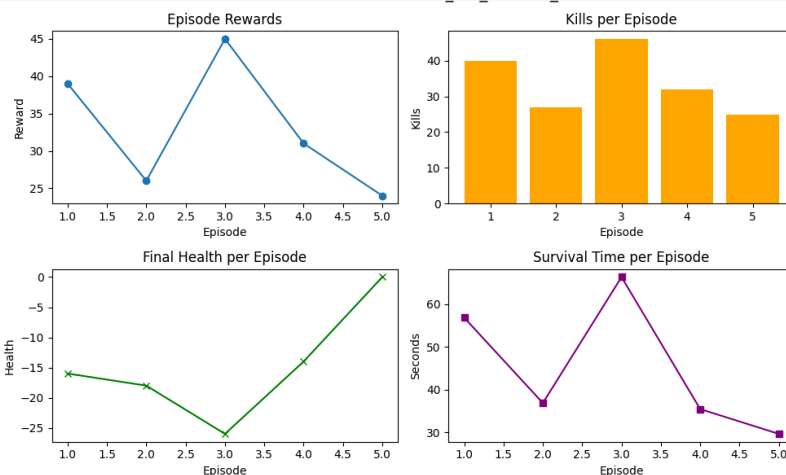 Episode Rewards
45
40
35
30
25
Reward
1.0 1.5 2.0 2.5 3.0 3.5 4.0 4.5 5.0
Episode
Kills per Episode
40
30
20
10
0
Kills
1 2 3 4 5
Episode
Final Health per Episode
0
−5
−10
−15
−20
−25
Health
1.0 1.5 2.0 2.5 3.0 3.5 4.0 4.5 5.0
Episode
Survival Time per Episode
60
50
40
30
Seconds
1.0 1.5 2.0 2.5 3.0 3.5 4.0 4.5 5.0
Episode